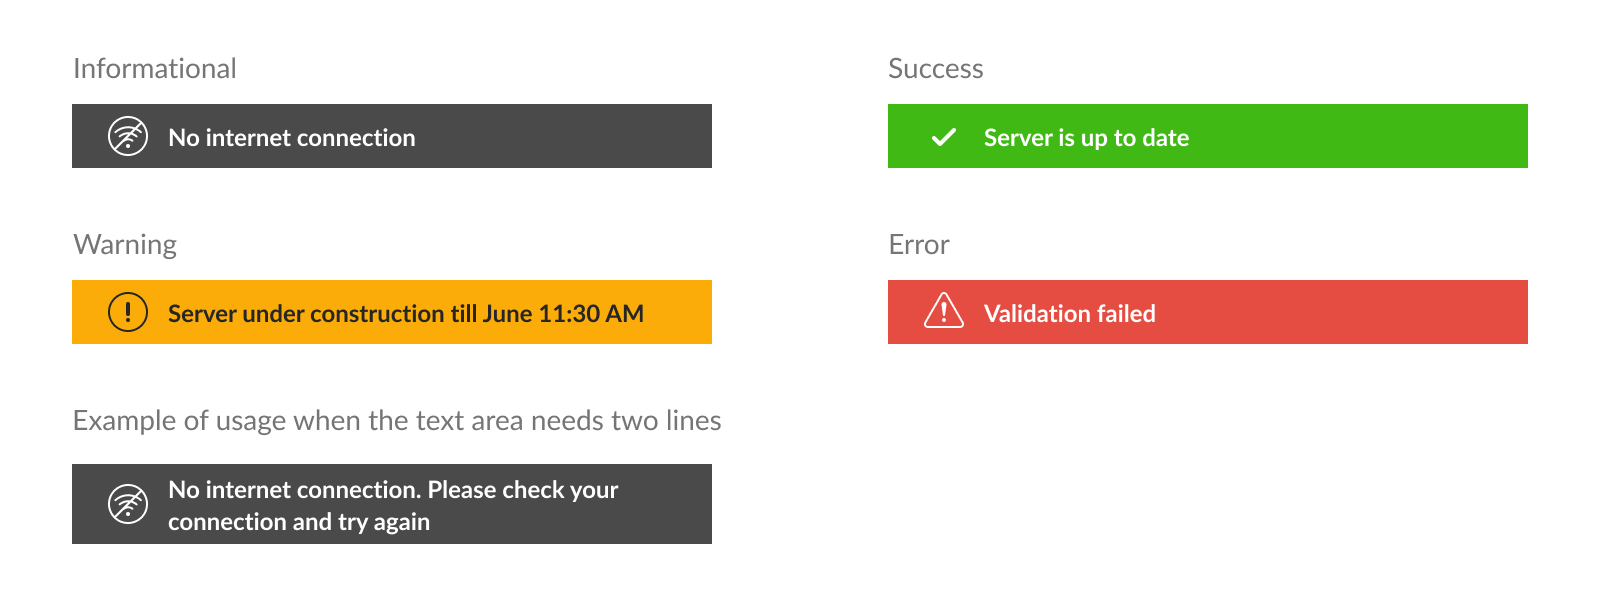 Informational
No internet connection
Success
Server is up to date
Warning
Server under construction till June 11:30 AM
Error
Validation failed
Example of usage when the text area needs two lines
No internet connection. Please check your
connection and try again